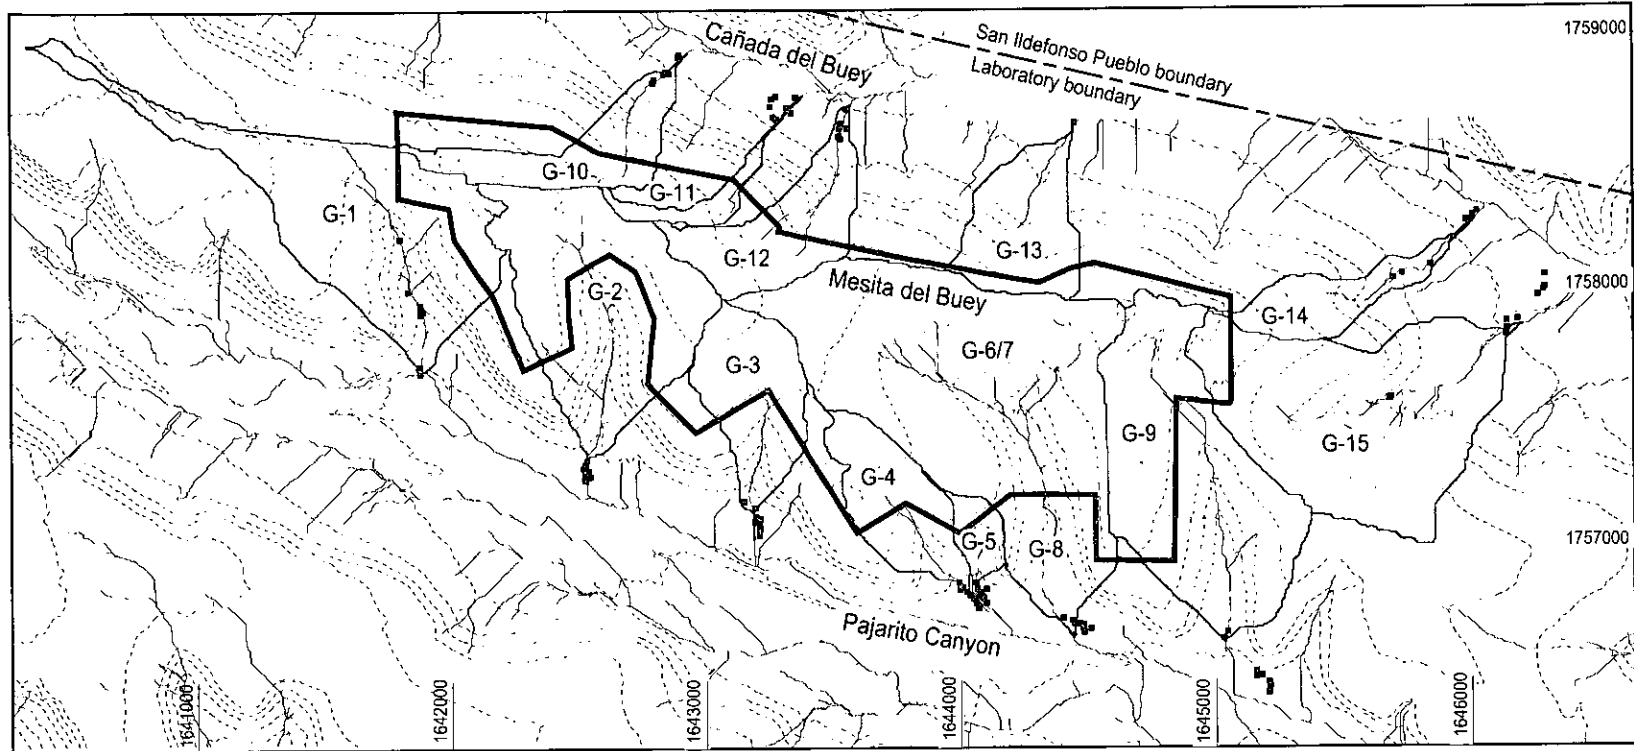 1759000
Cañada del Buey
San Ildefonso Pueblo boundary
Laboratory boundary
G-10
G-11
G-1
G-12
G-13
G-2
Mesita del Buey
1758000
G-14
G-3
G-6/7
G-9
G-15
G-4
G-5
G-8
1757000
Pajarito Canyon
1641000
1642000
1643000
1644000
1645000
1646000